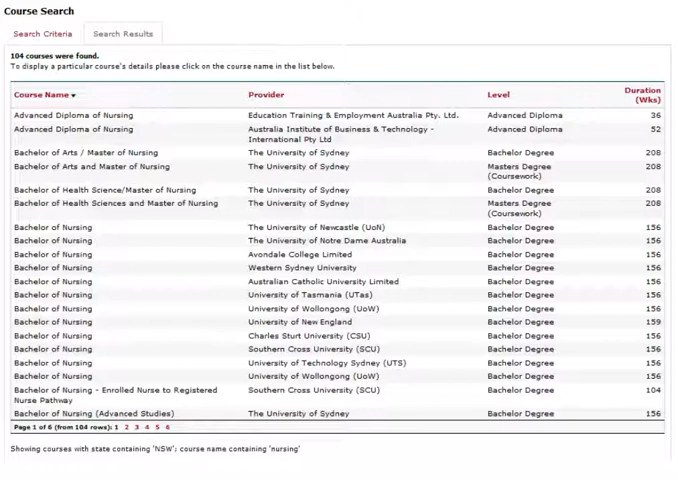 Course Search
Search Criteria Search Results
104 courses were found.
To display a particular course's details please click on the course name in the list below.
Course Name Provider Level Duration (Wks)
Advanced Diploma of Nursing Education Training & Employment Australia Pty. Ltd. Advanced Diploma 36
Advanced Diploma of Nursing Australia Institute of Business & Technology - International Pty Ltd Advanced Diploma 52
Bachelor of Arts / Master of Nursing The University of Sydney Bachelor Degree 208
Bachelor of Arts and Master of Nursing The University of Sydney Masters Degree (Coursework) 208
Bachelor of Health Science/Master of Nursing The University of Sydney Bachelor Degree 208
Bachelor of Health Sciences and Master of Nursing The University of Sydney Masters Degree (Coursework) 208
Bachelor of Nursing The University of Newcastle (UoN) Bachelor Degree 156
Bachelor of Nursing The University of Notre Dame Australia Bachelor Degree 156
Bachelor of Nursing Avondale College Limited Bachelor Degree 156
Bachelor of Nursing Western Sydney University Bachelor Degree 156
Bachelor of Nursing Australian Catholic University Limited Bachelor Degree 156
Bachelor of Nursing University of Tasmania (UTas) Bachelor Degree 156
Bachelor of Nursing University of Wollongong (UoW) Bachelor Degree 156
Bachelor of Nursing University of New England Bachelor Degree 159
Bachelor of Nursing Charles Sturt University (CSU) Bachelor Degree 156
Bachelor of Nursing Southern Cross University (SCU) Bachelor Degree 156
Bachelor of Nursing University of Technology Sydney (UTS) Bachelor Degree 156
Bachelor of Nursing University of Wollongong (UoW) Bachelor Degree 156
Bachelor of Nursing - Enrolled Nurse to Registered Nurse Pathway Southern Cross University (SCU) Bachelor Degree 104
Bachelor of Nursing (Advanced Studies) The University of Sydney Bachelor Degree 156
Page 1 of 6 (from 104 rows): 1 2 3 4 5 6
Showing courses with state containing 'NSW'; course name containing 'nursing'